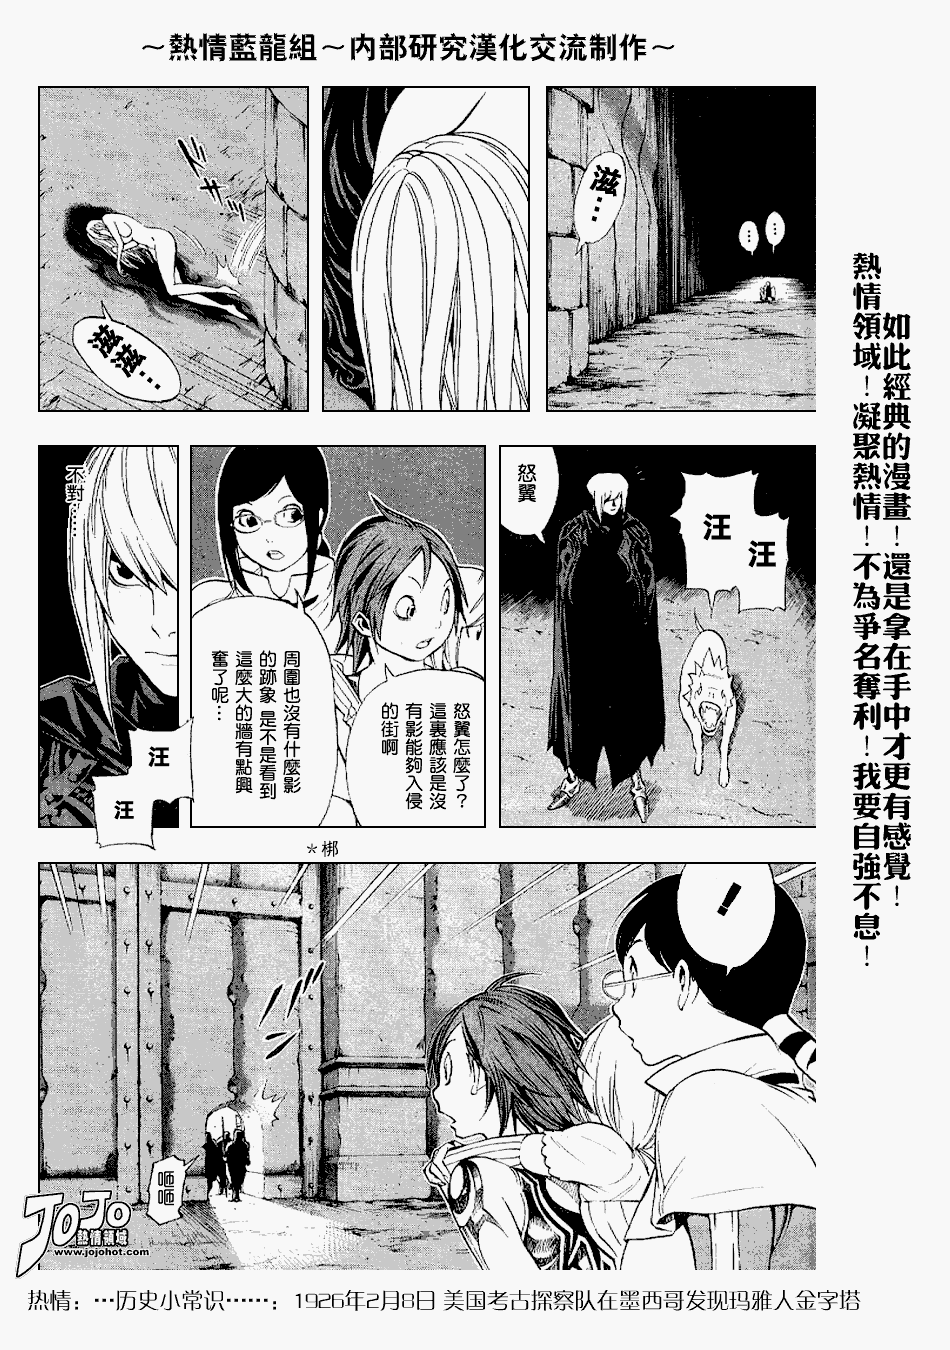 ～熱情藍龍組～内部研究漢化交流制作～
滋…
…
…
滋
滋…
如此經典的漫畫！還是拿在手中才更有感覺！
熱情領域！凝聚熱情！不為爭名奪利！我要自強不息！
汪
汪
怒翼
怒翼怎麼了？
這裏應該是沒
有影能夠入侵
的街啊
周圍也沒有什麼影
的跡象 是不是看到
這麼大的牆有點興
奮了呢…
不對……
汪
汪
＊梆
！
咂
咂
JOJO
熱情領域
www.jojohot.com
热情：…历史小常识……：1926年2月8日 美国考古探察队在墨西哥发现玛雅人金字塔